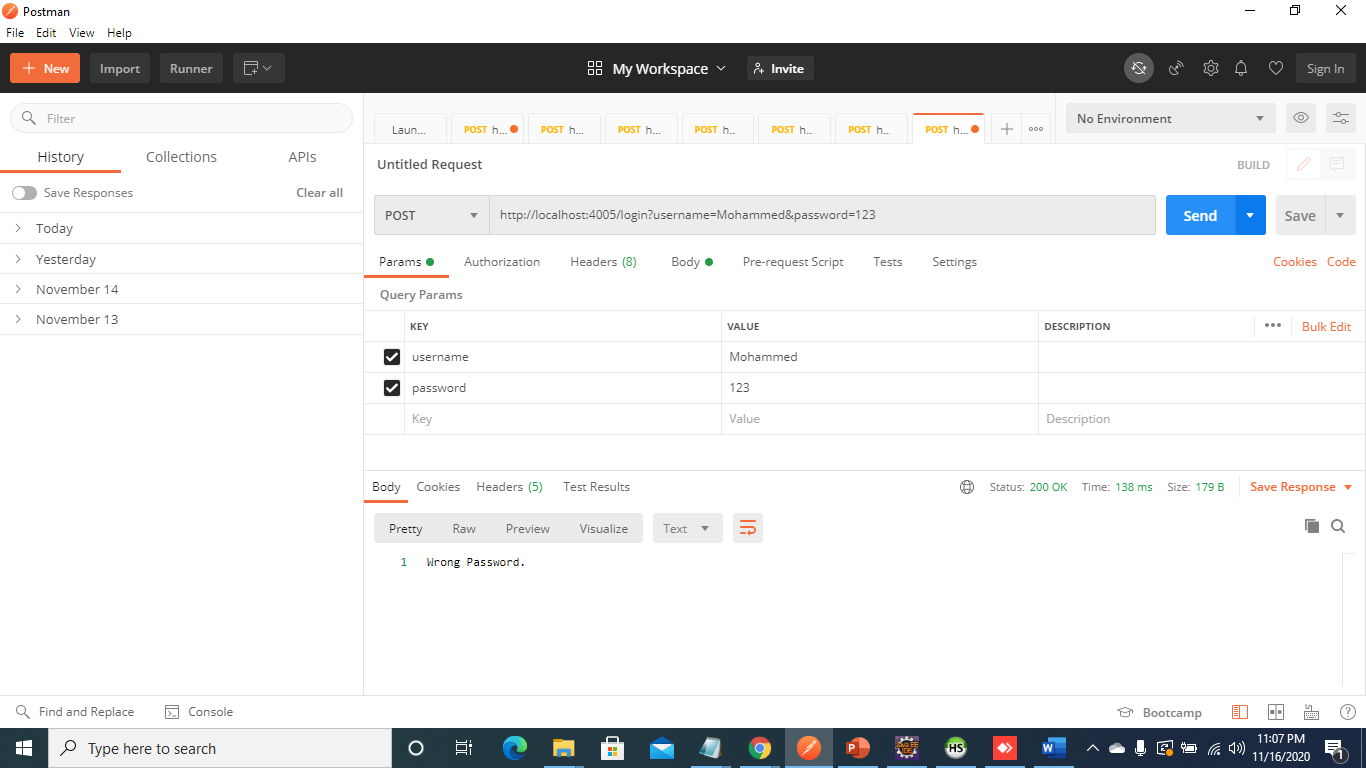 Postman
File Edit View Help
New Import Runner My Workspace Invite Sign In
Filter
History Collections APIs
Save Responses Clear all
Today
Yesterday
November 14
November 13
Laun... POST h... POST h... POST h... POST h... POST h... POST h... POST h... No Environment
Untitled Request BUILD
POST http://localhost:4005/login?username=Mohammed&password=123 Send Save
Params Authorization Headers (8) Body Pre-request Script Tests Settings Cookies Code
Query Params
KEY VALUE DESCRIPTION Bulk Edit
username Mohammed
password 123
Key Value Description
Body Cookies Headers (5) Test Results Status: 200 OK Time: 138 ms Size: 179 B Save Response
Pretty Raw Preview Visualize Text
1 Wrong Password.
Find and Replace Console Bootcamp
Type here to search
HS
11:07 PM
11/16/2020
1